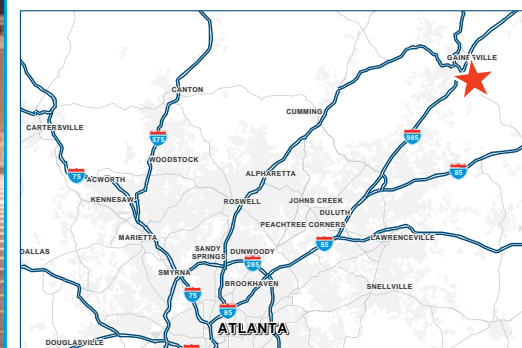 GAINESVILLE
CANTON
CUMMING
CARTERSVILLE
985
575
WOODSTOCK
85
75
ACWORTH
ALPHARETTA
KENNESAW
ROSWELL
JOHNS CREEK
DULUTH
PEACHTREE CORNERS
MARIETTA
LAWRENCEVILLE
85
SANDY
SPRINGS
DUNWOODY
DALLAS
285
SMYRNA
BROOKHAVEN
SNELLVILLE
75
85
ATLANTA
DOUGLASVILLE